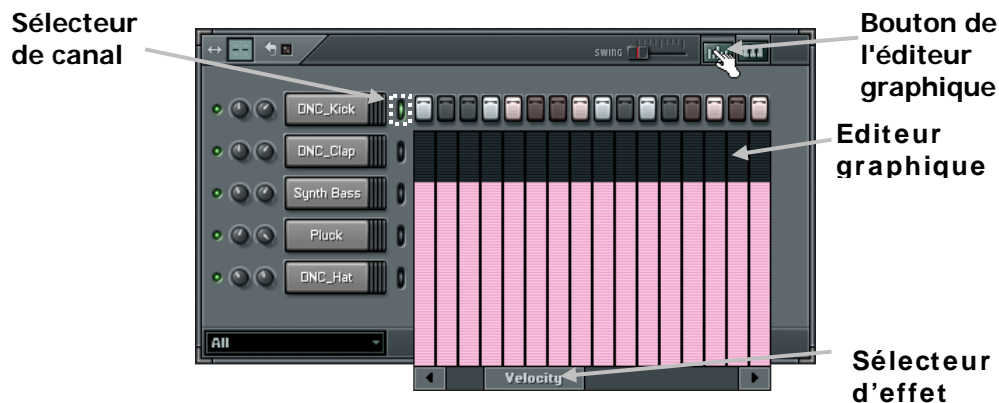 Sélecteur
de canal
Bouton de
l'éditeur
graphique
SWING
DNC_Kick
DNC_Clap
Editeur
graphique
Synth Bass
Pluck
DNC_Hat
All
Velocity
Sélecteur
d’effet